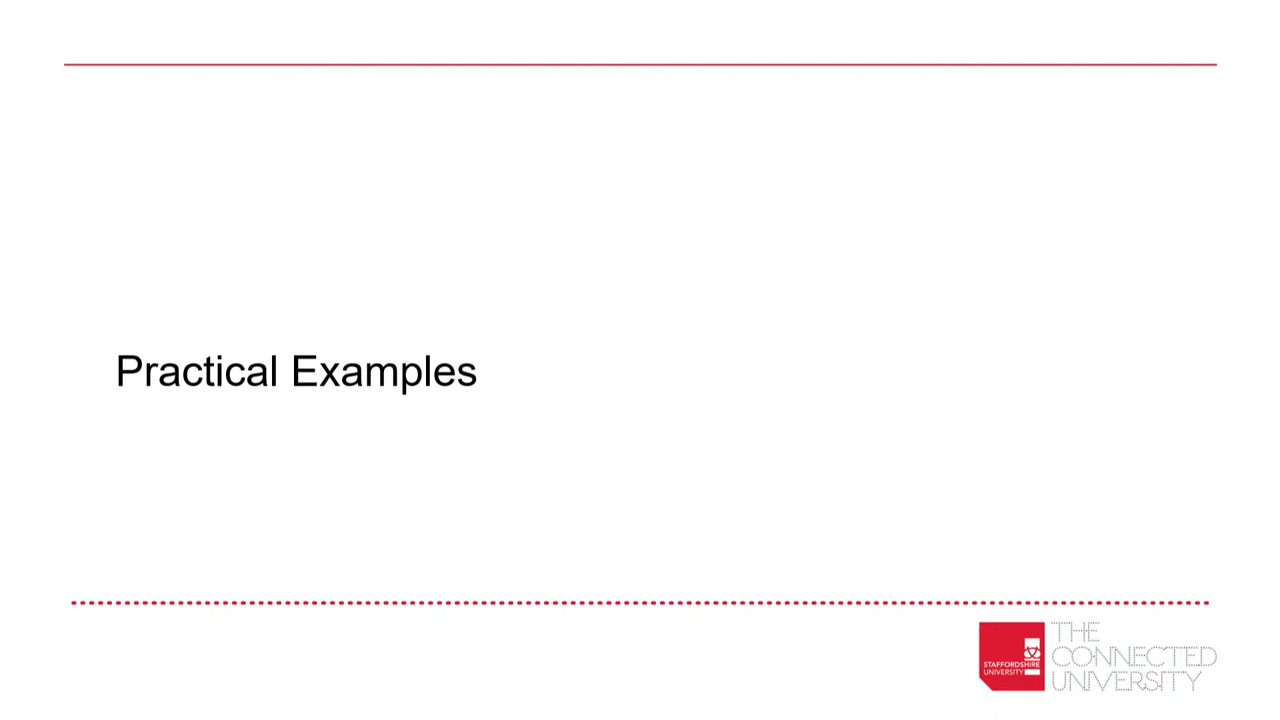 Practical Examples
STAFFORDSHIRE
UNIVERSITY
THE
CONNECTED
UNIVERSITY